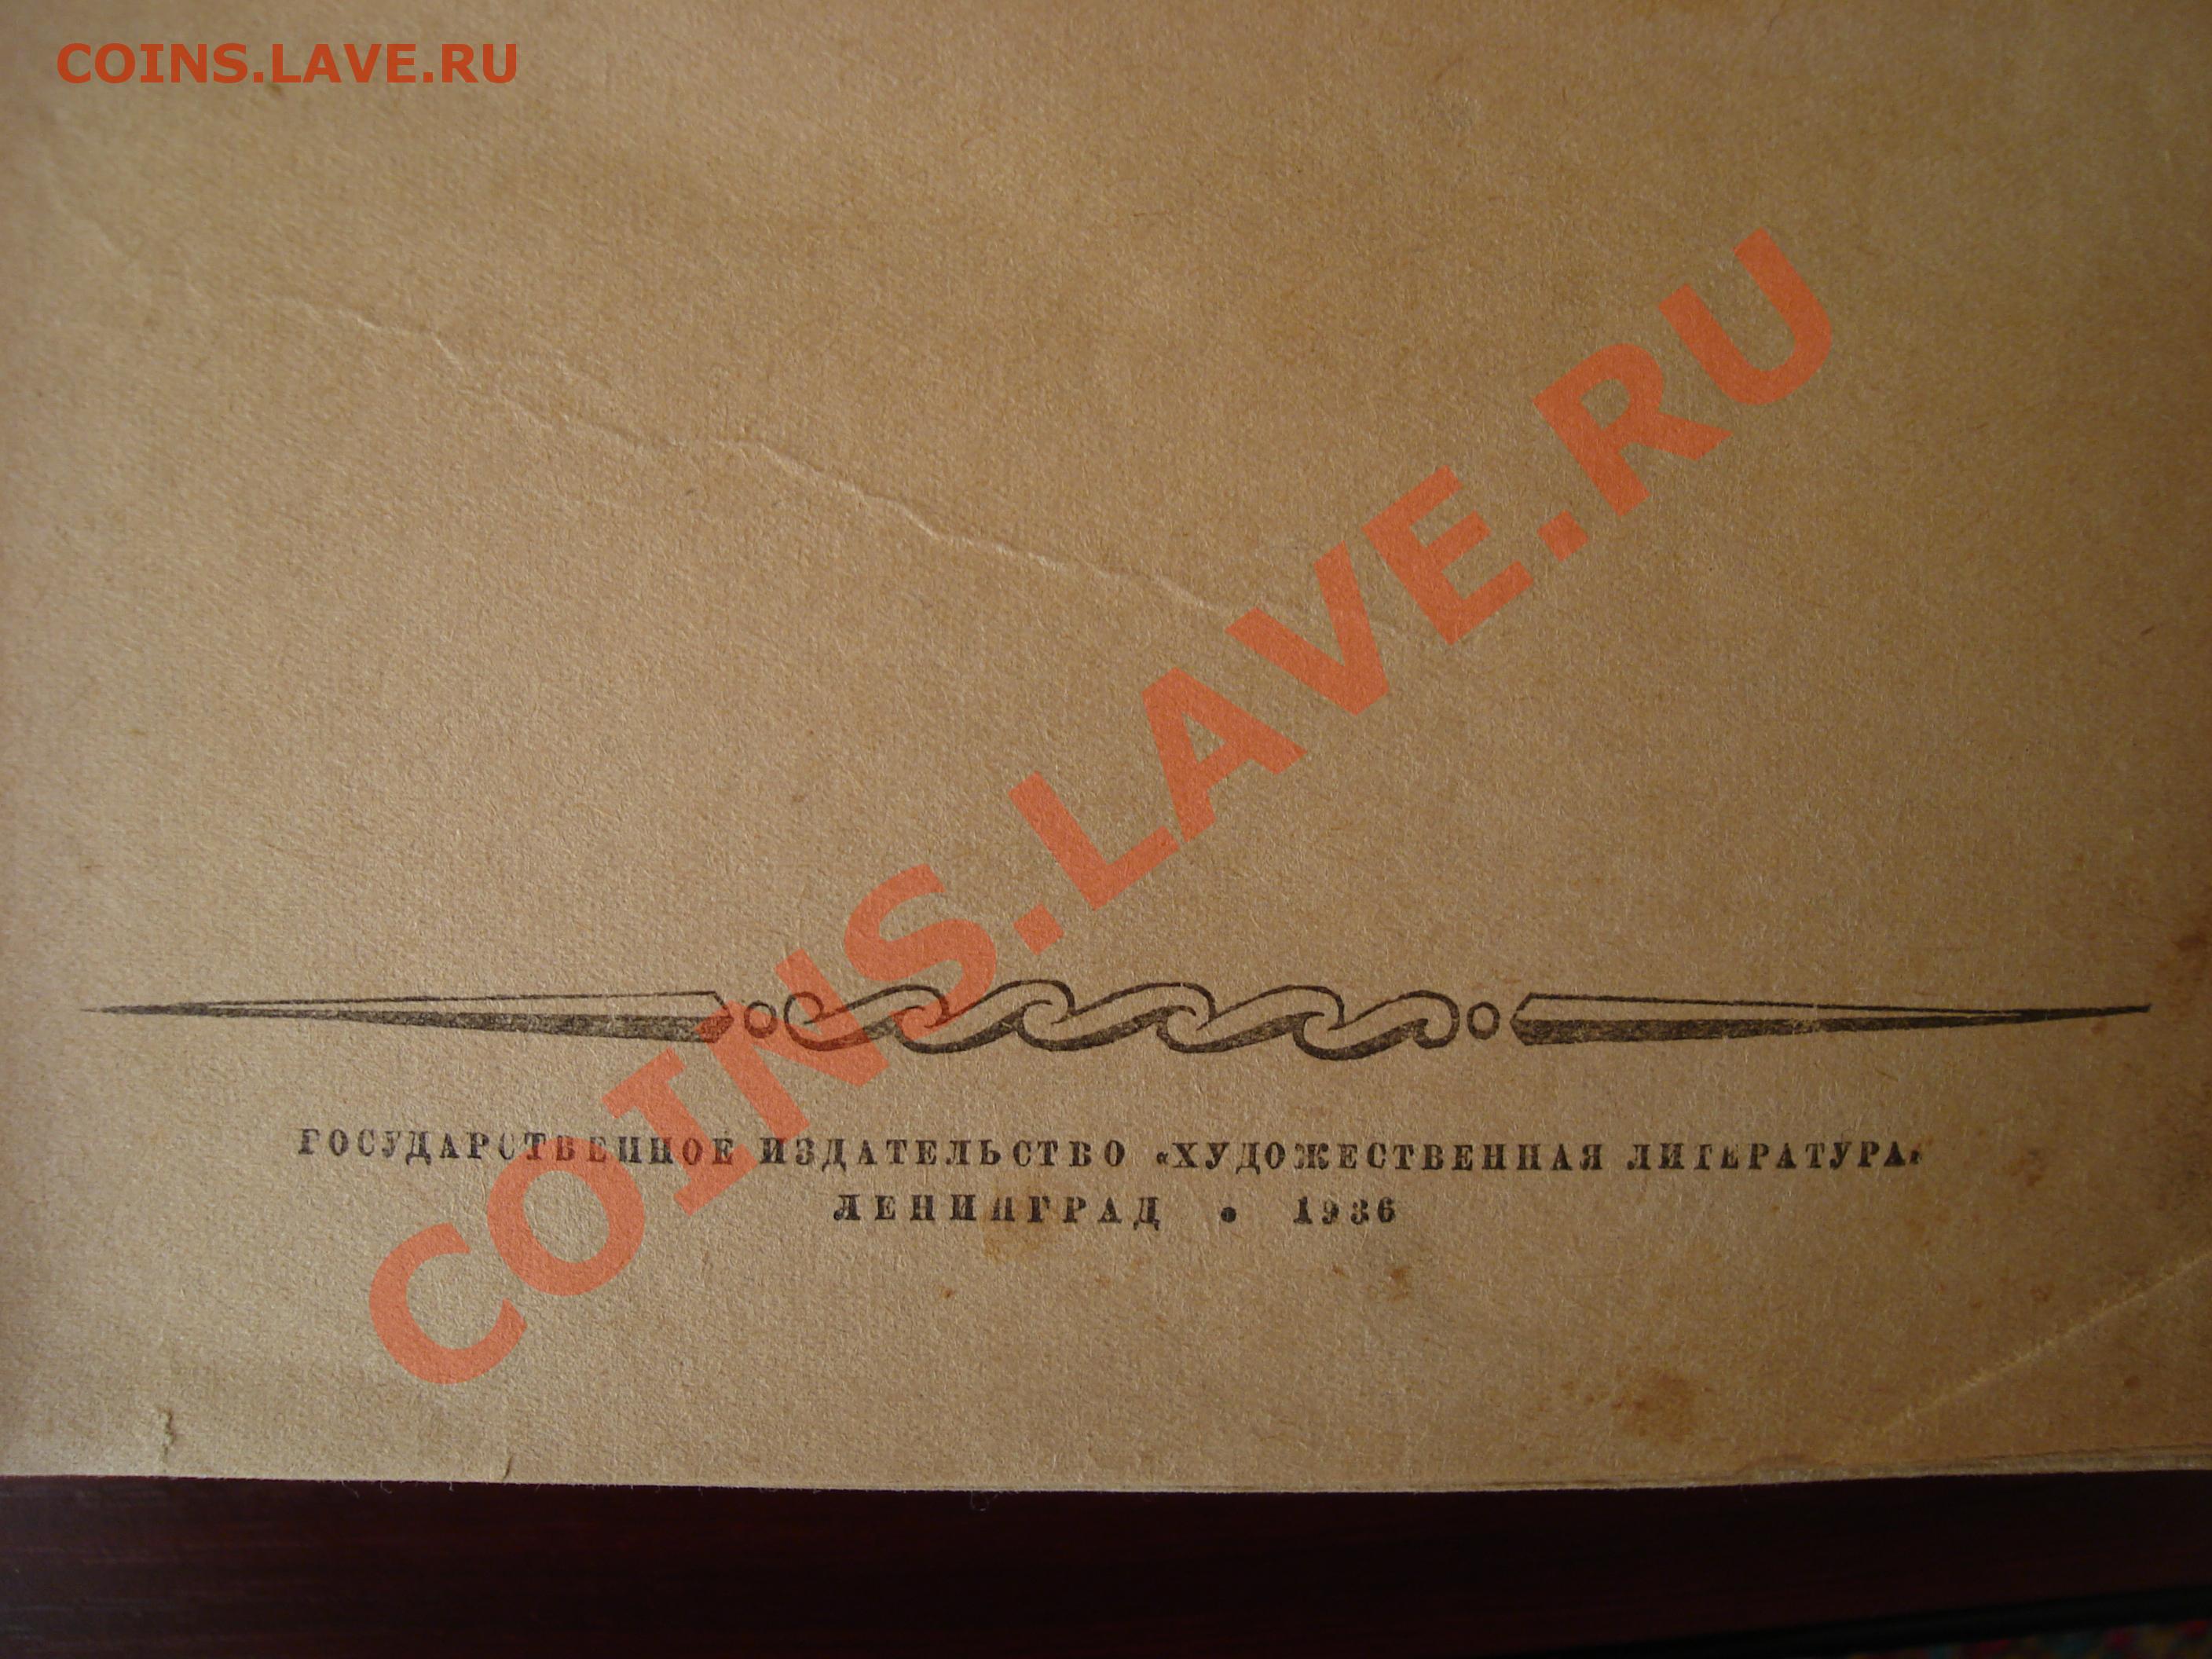 COINS.LAVE.RU
COINS.LAVE.RU
ГОСУДАРСТВЕННОЕ ИЗДАТЕЛЬСТВО «ХУДОЖЕСТВЕННАЯ ЛИТЕРАТУРА»
ЛЕНИНГРАД • 1936